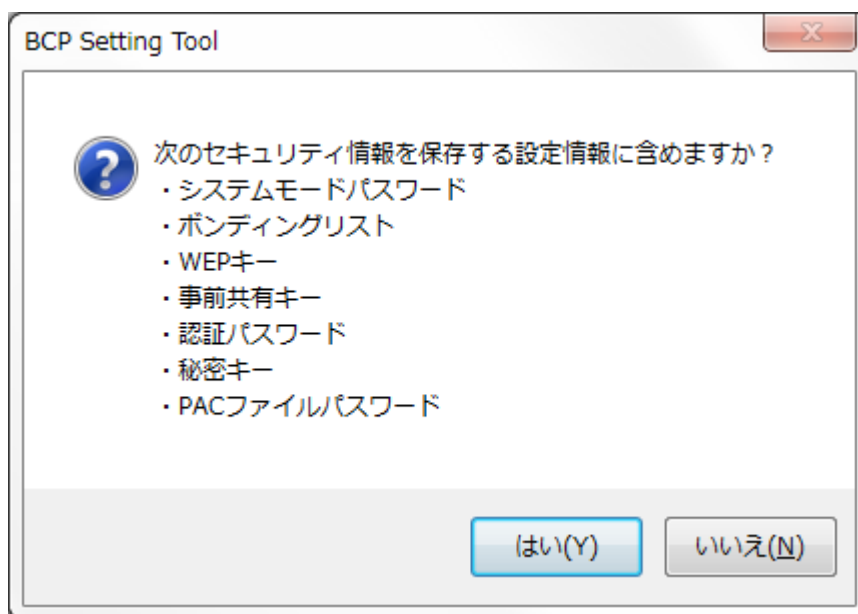 BCP Setting Tool
次のセキュリティ情報を保存する設定情報に含めますか？
・システムモードパスワード
・ボンディングリスト
・WEPキー
・事前共有キー
・認証パスワード
・秘密キー
・PACファイルパスワード
はい(Y)
いいえ(N)